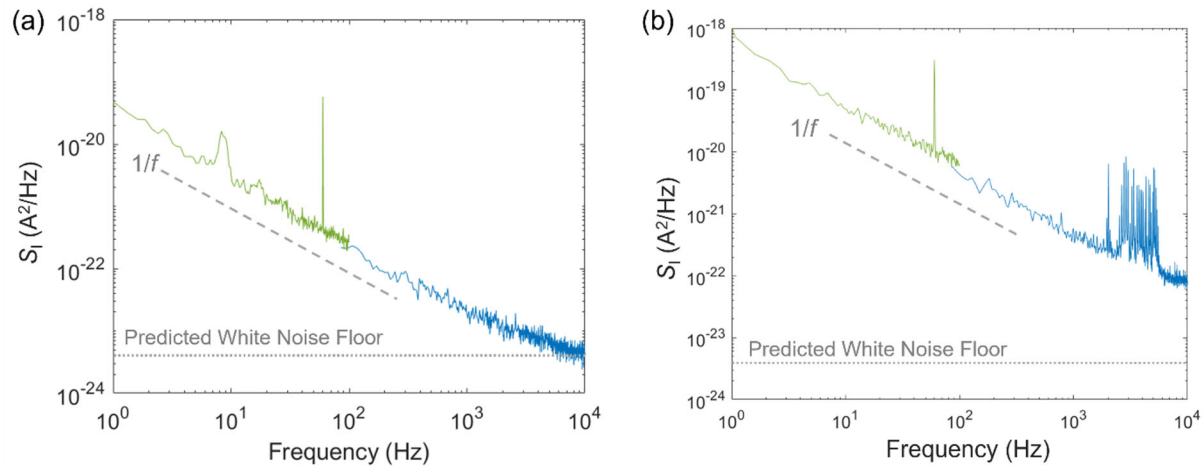 (a)
10^-18
10^-20
10^-22
10^-24
S_I (A^2/Hz)
1/f
Predicted White Noise Floor
10^0
10^1
10^2
10^3
10^4
Frequency (Hz)
(b)
10^-18
10^-19
10^-20
10^-21
10^-22
10^-23
10^-24
S_I (A^2/Hz)
1/f
Predicted White Noise Floor
10^0
10^1
10^2
10^3
10^4
Frequency (Hz)